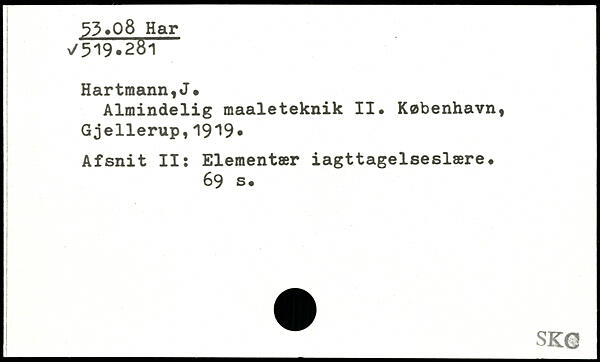 53.08 Har
✓519.281
Hartmann,J.
Almindelig maaleteknik II. København,
Gjellerup,1919.
Afsnit II: Elementær iagttagelseslære.
69 s.
SKC